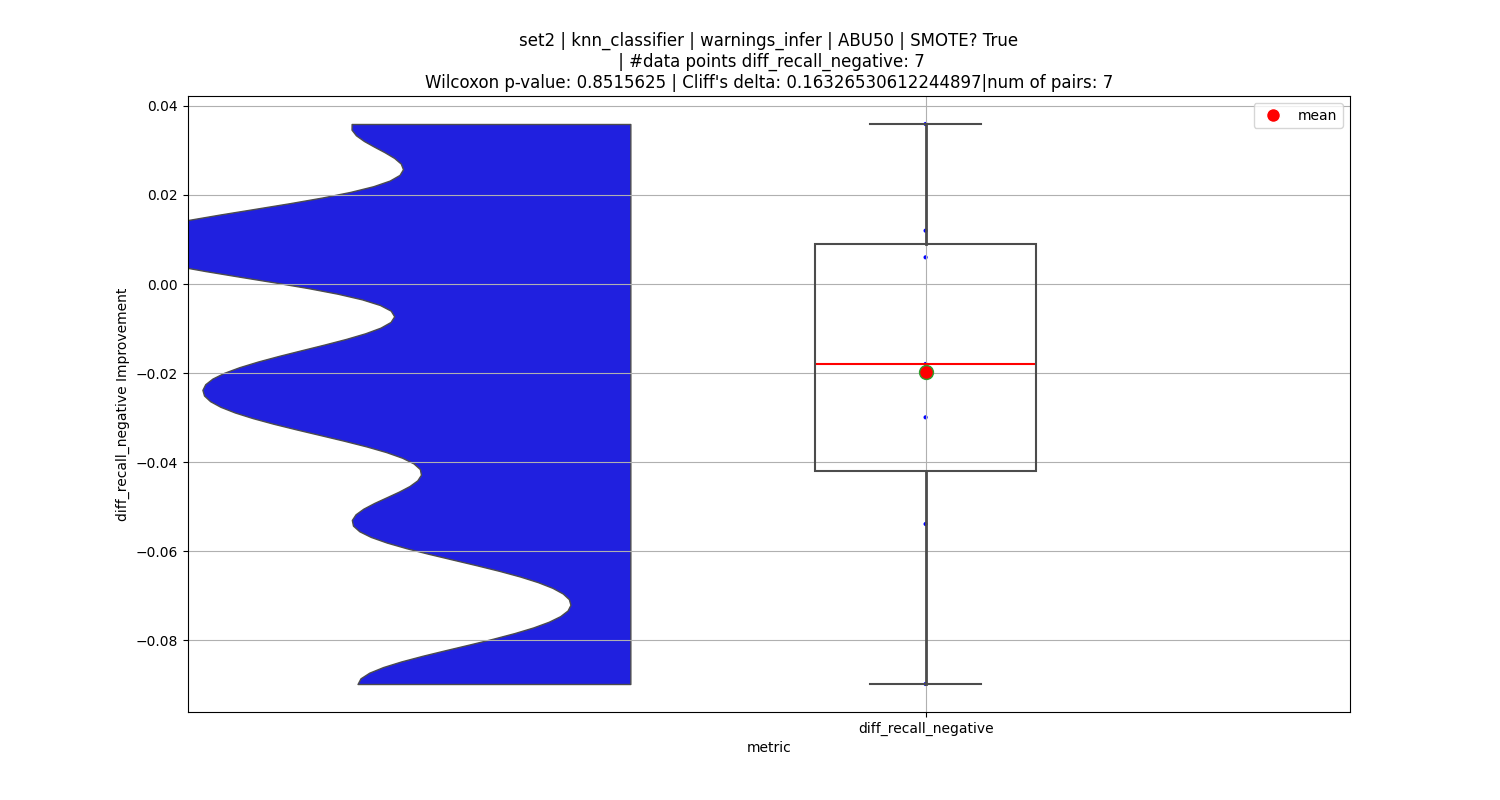 set2 | knn_classifier | warnings_infer | ABU50 | SMOTE? True
| #data points diff_recall_negative: 7
Wilcoxon p-value: 0.8515625 | Cliff's delta: 0.16326530612244897|num of pairs: 7
mean
0.04
0.02
0.00
−0.02
−0.04
−0.06
−0.08
diff_recall_negative Improvement
diff_recall_negative
metric